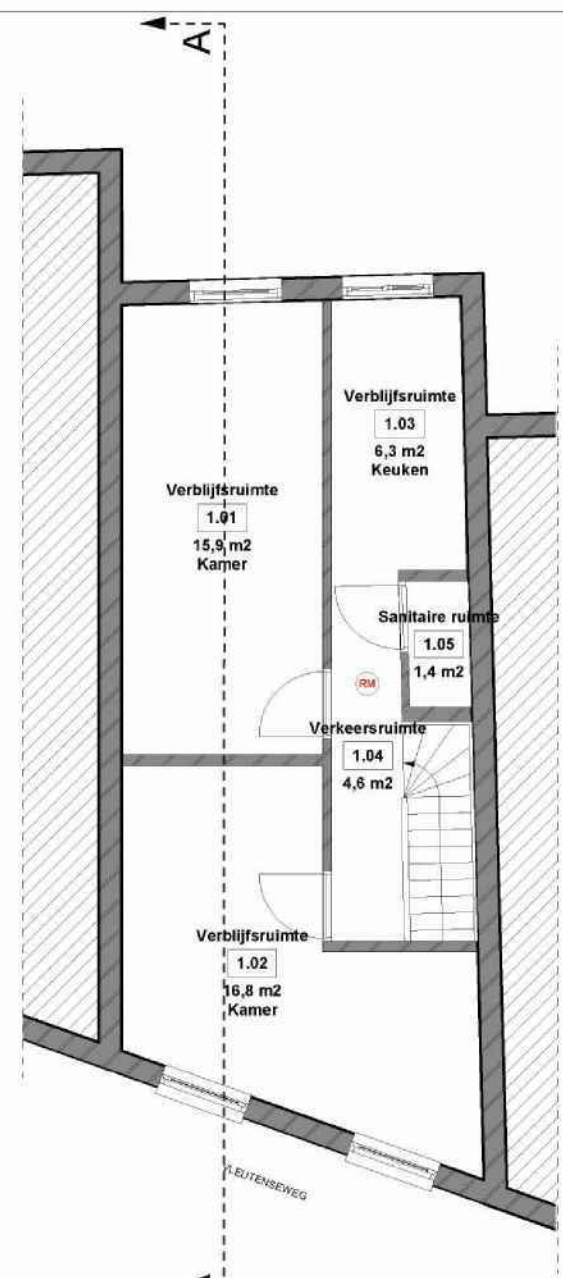 A
Verblijfsruimte
1.03
6,3 m2
Keuken
Verblijfsruimte
1.01
15,9 m2
Kamer
Sanitaire ruimte
1.05
1,4 m2
RM
Verkeersruimte
1.04
4,6 m2
Verblijfsruimte
1.02
16,8 m2
Kamer
VLEUTENSEWEG